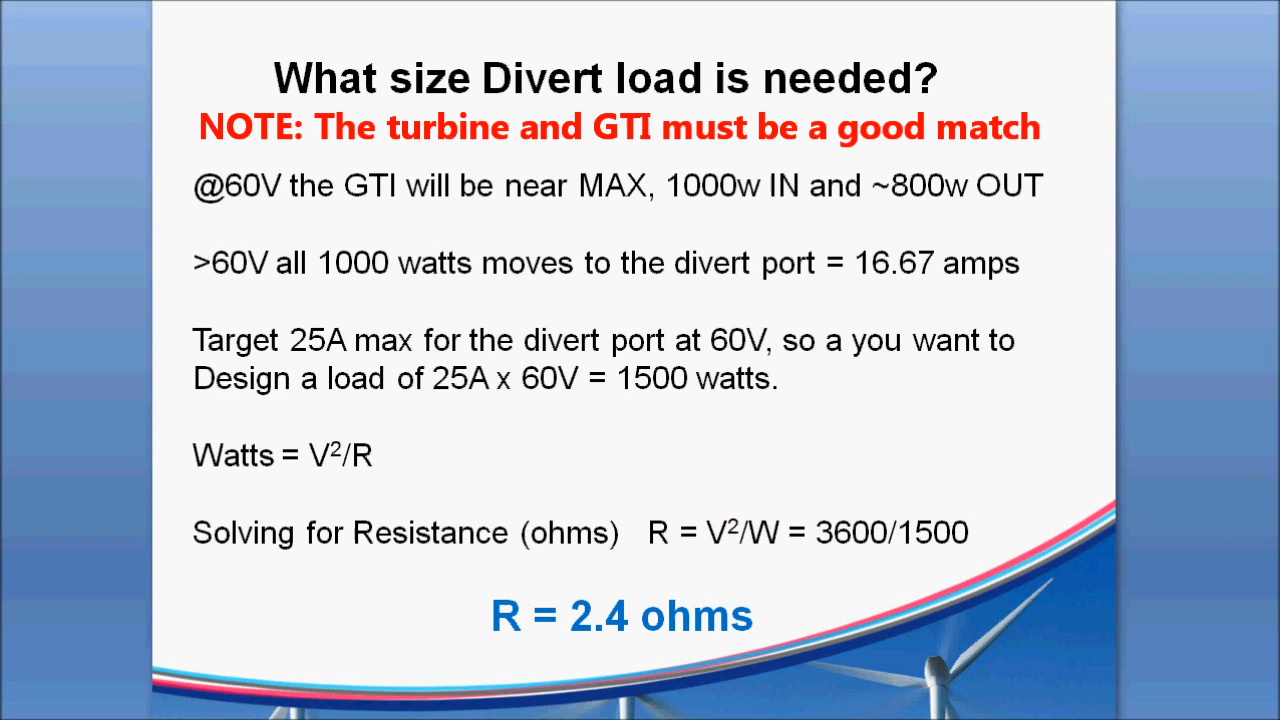 What size Divert load is needed?
NOTE: The turbine and GTI must be a good match
@60V the GTI will be near MAX, 1000w IN and ~800w OUT
>60V all 1000 watts moves to the divert port = 16.67 amps
Target 25A max for the divert port at 60V, so a you want to
Design a load of 25A x 60V = 1500 watts.
Watts = V²/R
Solving for Resistance (ohms) R = V²/W = 3600/1500
R = 2.4 ohms